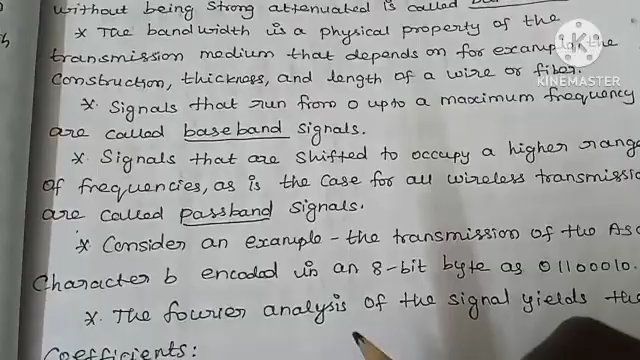 without being strong attenuated is called
* The bandwidth is a physical property of the
transmission medium that depends on for example, the
construction, thickness, and length of a wire or fiber.
* Signals that run from 0 upto a maximum frequency
are called baseband signals.
* Signals that are shifted to occupy a higher range
of frequencies, as is the case for all wireless transmissio
are called passband signals.
* Consider an example - the transmission of the Asc
character b encoded in an 8-bit byte as 01100010.
* The fourier analysis of the signal yields the
coefficients:
KINEMASTER